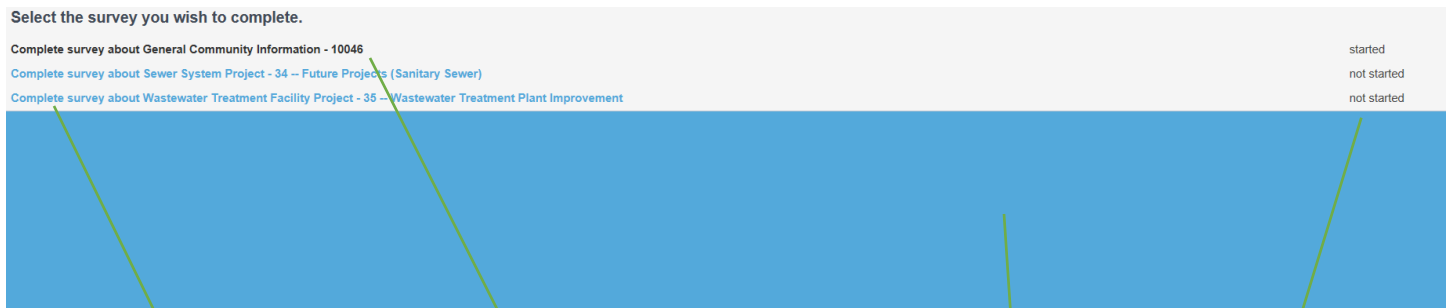 Select the survey you wish to complete.
Complete survey about General Community Information - 10046 started
Complete survey about Sewer System Project - 34 -- Future Projects (Sanitary Sewer) not started
Complete survey about Wastewater Treatment Facility Project - 35 -- Wastewater Treatment Plant Improvement not started